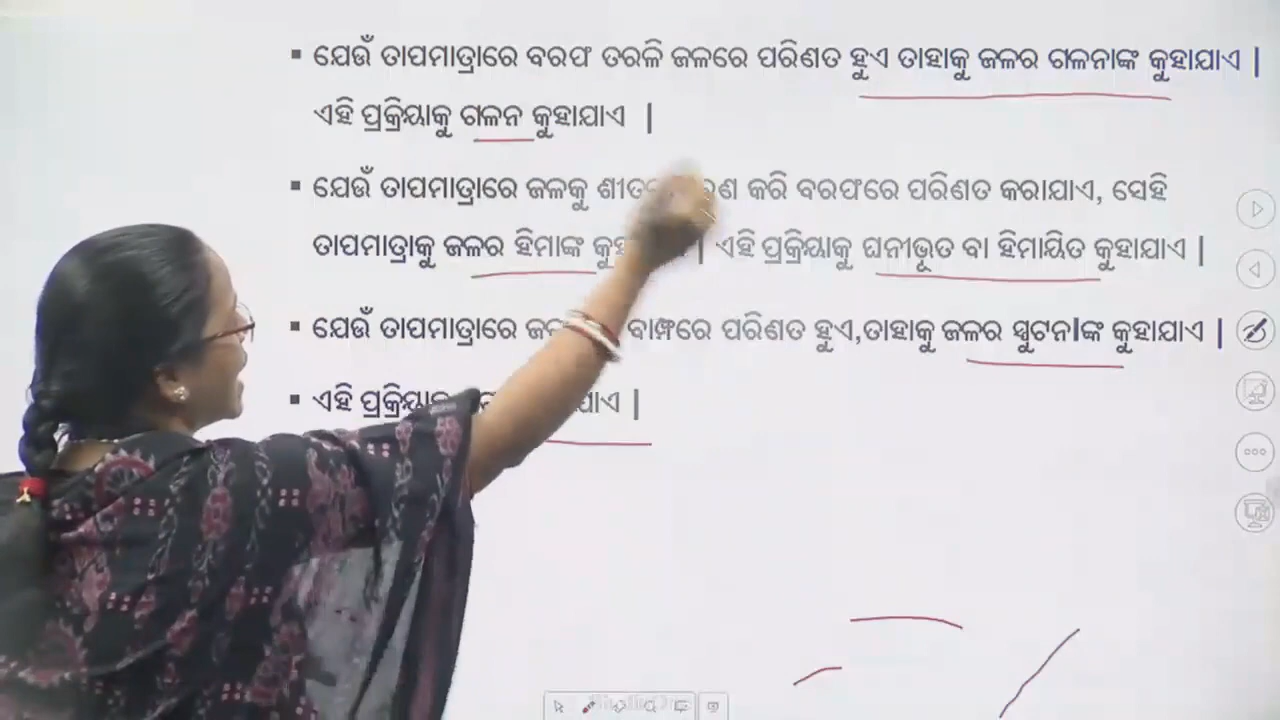 ▪ ଯେଉଁ ତାପମାତ୍ରାରେ ବରଫ ତରଳି ଜଳରେ ପରିଣତ ହୁଏ ତାହାକୁ ଜଳର ଗଳନାଙ୍କ କୁହାଯାଏ |
ଏହି ପ୍ରକ୍ରିୟାକୁ ଗଳନ କୁହାଯାଏ |
▪ ଯେଉଁ ତାପମାତ୍ରାରେ ଜଳକୁ କରି ବରଫରେ ପରିଣତ କରାଯାଏ, ସେହି
ତାପମାତ୍ରାକୁ ଜଳର ହିମାଙ୍କ | ଏହି ପ୍ରକ୍ରିୟାକୁ ଘନୀଭୂତ ବା ହିମାୟିତ କୁହାଯାଏ |
▪ ଯେଉଁ ତାପମାତ୍ରାରେ ବାମ୍ଫରେ ପରିଣତ ହୁଏ,ତାହାକୁ ଜଳର ସ୍ଫୁଟନାଙ୍କ କୁହାଯାଏ |
▪ ଏହି ପ୍ରକ୍ରିୟାକୁ |